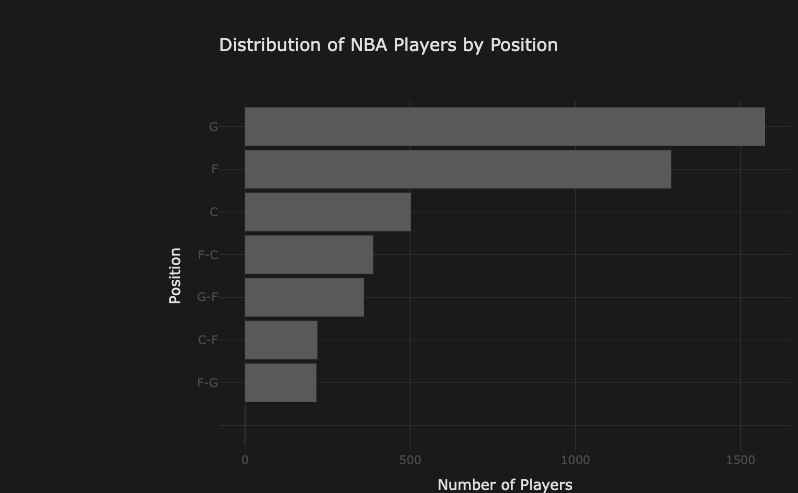 Distribution of NBA Players by Position
G
F
C
F-C
G-F
C-F
F-G
Position
0 500 1000 1500
Number of Players